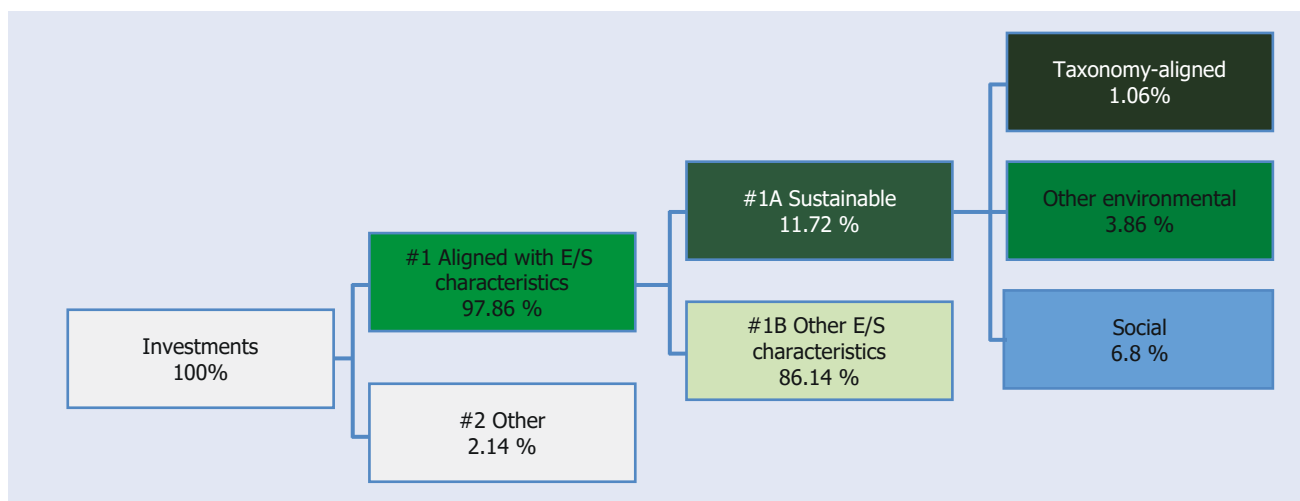 Investments
100%
#1 Aligned with E/S
characteristics
97.86 %
#2 Other
2.14 %
#1A Sustainable
11.72 %
#1B Other E/S
characteristics
86.14 %
Taxonomy-aligned
1.06%
Other environmental
3.86 %
Social
6.8 %